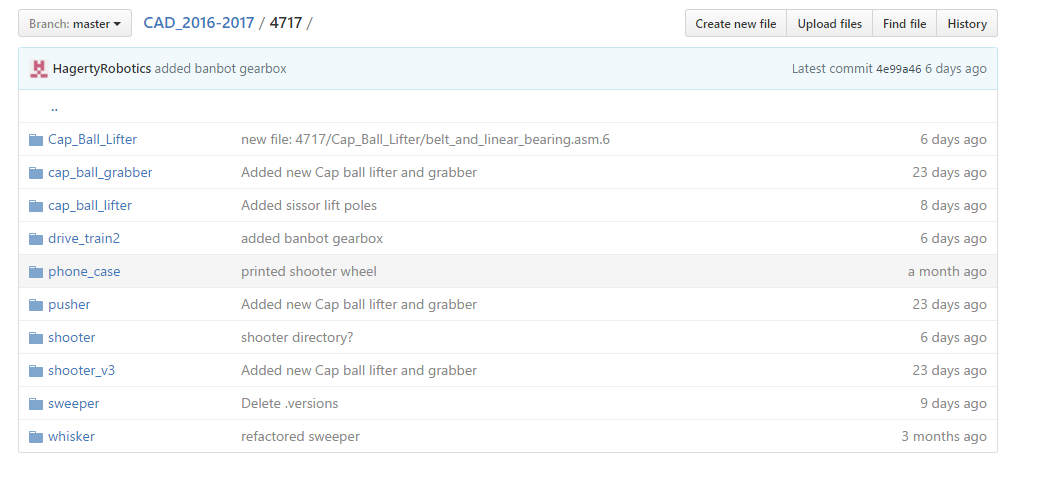 Branch: master CAD_2016-2017 / 4717 / Create new file Upload files Find file History
HagertyRobotics added banbot gearbox Latest commit 4e99a46 6 days ago
..
Cap_Ball_Lifter new file: 4717/Cap_Ball_Lifter/belt_and_linear_bearing.asm.6 6 days ago
cap_ball_grabber Added new Cap ball lifter and grabber 23 days ago
cap_ball_lifter Added sissor lift poles 8 days ago
drive_train2 added banbot gearbox 6 days ago
phone_case printed shooter wheel a month ago
pusher Added new Cap ball lifter and grabber 23 days ago
shooter shooter directory? 6 days ago
shooter_v3 Added new Cap ball lifter and grabber 23 days ago
sweeper Delete .versions 9 days ago
whisker refactored sweeper 3 months ago